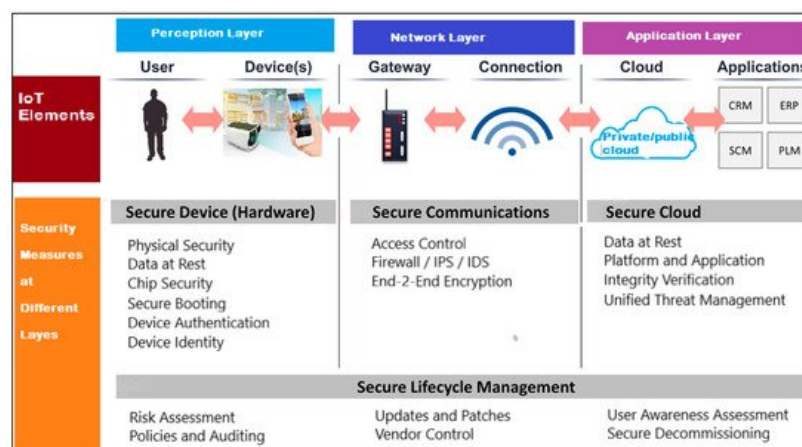 Perception Layer
Network Layer
Application Layer
User
Device(s)
Gateway
Connection
Cloud
Applications
IoT
Elements
Private/public
cloud
CRM
ERP
SCM
PLM
Security
Measures
at
Different
Layes
Secure Device (Hardware)
Physical Security
Data at Rest
Chip Security
Secure Booting
Device Authentication
Device Identity
Secure Communications
Access Control
Firewall / IPS / IDS
End-2-End Encryption
Secure Cloud
Data at Rest
Platform and Application
Integrity Verification
Unified Threat Management
Secure Lifecycle Management
Risk Assessment
Policies and Auditing
Updates and Patches
Vendor Control
User Awareness Assessment
Secure Decommissioning